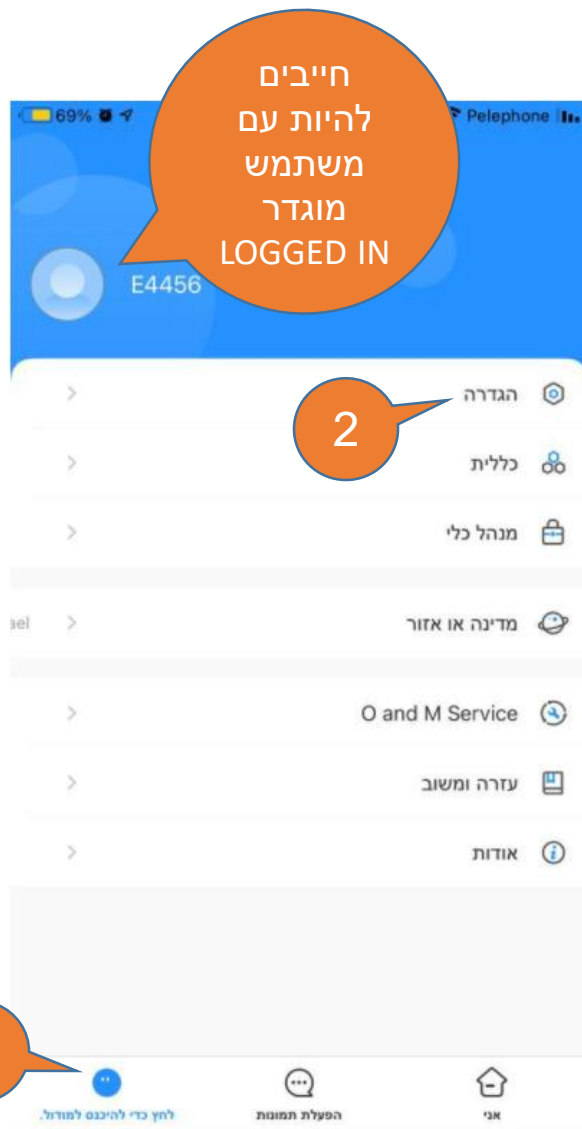 חייבים
להיות עם
משתמש
מוגדר
LOGGED IN
69%
Pelephone
E4456
הגדרה
2
כללית
מנהל כלי
מדינה או אזור
ael
O and M Service
עזרה ומשוב
אודות
אני
הפעלת תמונות
לחץ כדי להיכנס למודול.